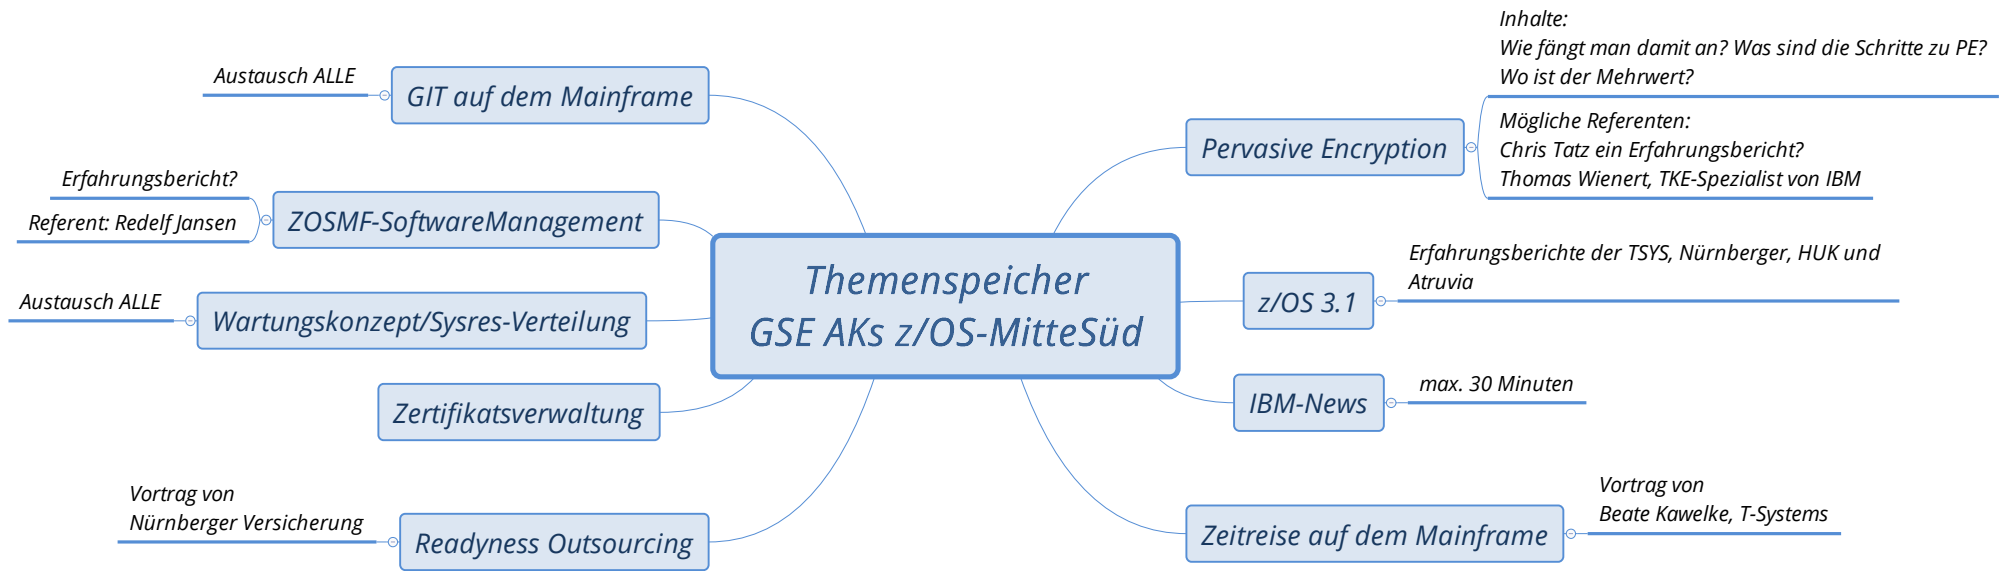 Themenspeicher
GSE AKs z/OS-MitteSüd
Pervasive Encryption
Inhalte:
Wie fängt man damit an? Was sind die Schritte zu PE?
Wo ist der Mehrwert?
Mögliche Referenten:
Chris Tatz ein Erfahrungsbericht?
Thomas Wienert, TKE-Spezialist von IBM
z/OS 3.1
Erfahrungsberichte der TSYS, Nürnberger, HUK und
Atruvia
IBM-News
max. 30 Minuten
Zeitreise auf dem Mainframe
Vortrag von
Beate Kawelke, T-Systems
GIT auf dem Mainframe
Austausch ALLE
ZOSMF-SoftwareManagement
Erfahrungsbericht?
Referent: Redelf Jansen
Wartungskonzept/Sysres-Verteilung
Austausch ALLE
Zertifikatsverwaltung
Readyness Outsourcing
Vortrag von
Nürnberger Versicherung